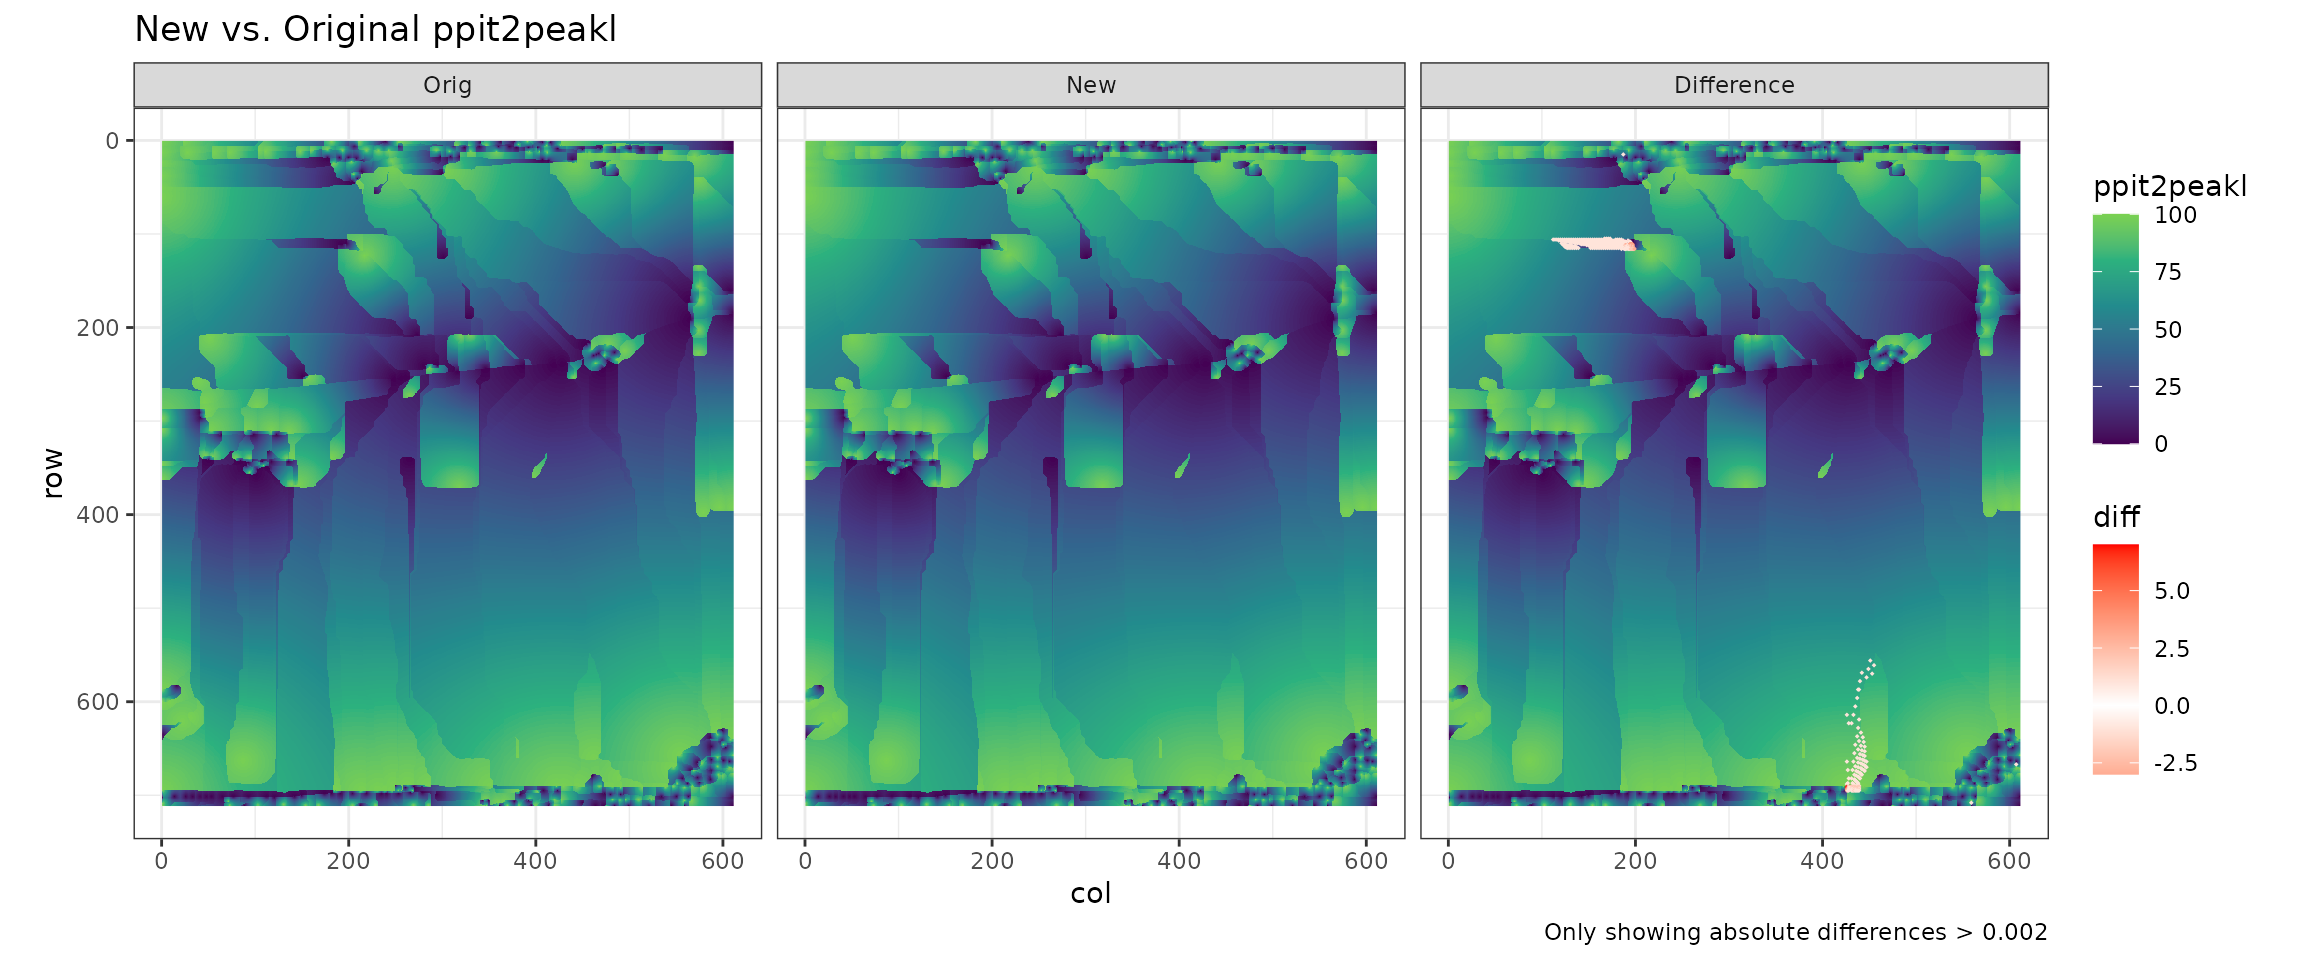 New vs. Original ppit2peakl
Orig
New
Difference
0
200
400
600
row
0
200
400
600
0
200
400
600
0
200
400
600
col
ppit2peakl
100
75
50
25
0
diff
5.0
2.5
0.0
-2.5
Only showing absolute differences > 0.002